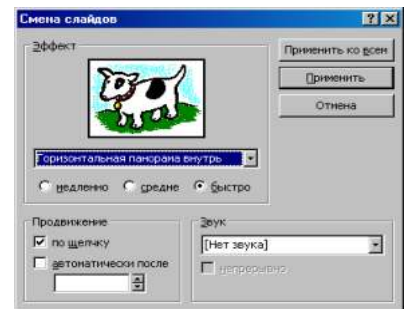 Смена слайдов
Эффект
Применить ко всем
Применить
Отмена
Горизонтальная панорама внутрь
медленно средне быстро
Продвижение
по щелчку
автоматически после
Звук
[Нет звука]
непрерывно